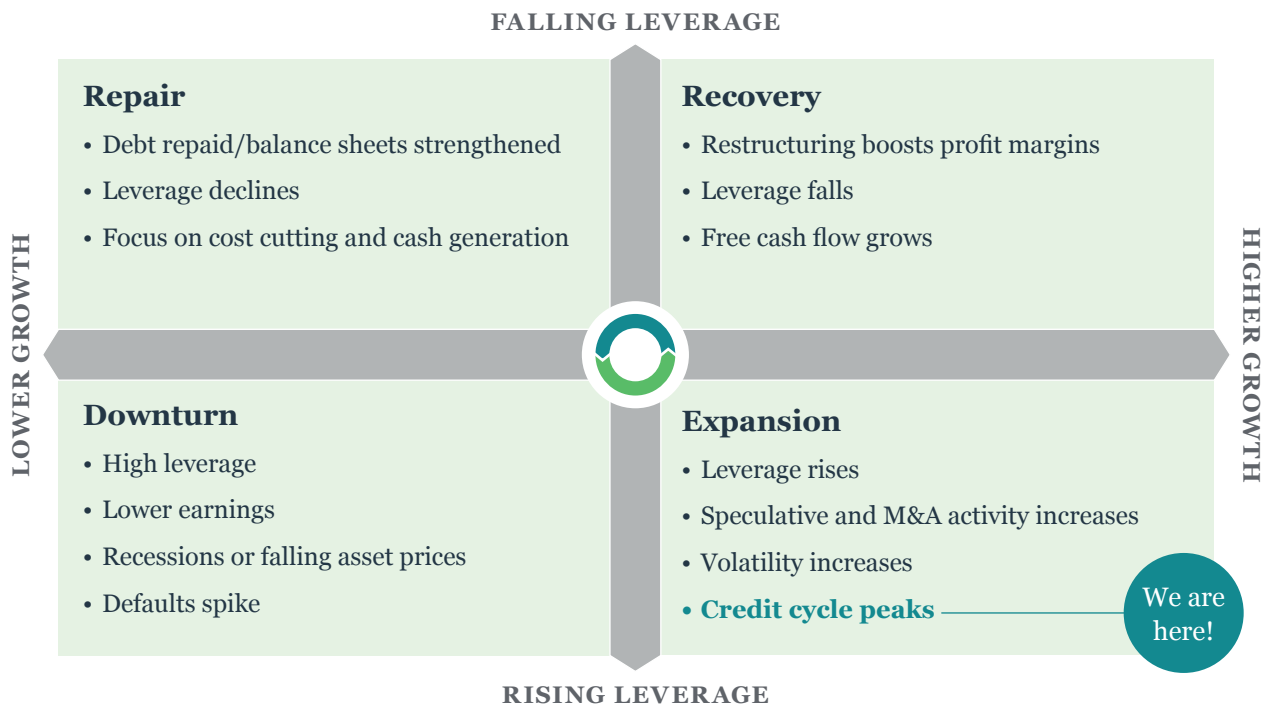 FALLING LEVERAGE
Repair
• Debt repaid/balance sheets strengthened
• Leverage declines
• Focus on cost cutting and cash generation
Recovery
• Restructuring boosts profit margins
• Leverage falls
• Free cash flow grows
LOWER GROWTH
HIGHER GROWTH
Downturn
• High leverage
• Lower earnings
• Recessions or falling asset prices
• Defaults spike
Expansion
• Leverage rises
• Speculative and M&A activity increases
• Volatility increases
• Credit cycle peaks
We are
here!
RISING LEVERAGE